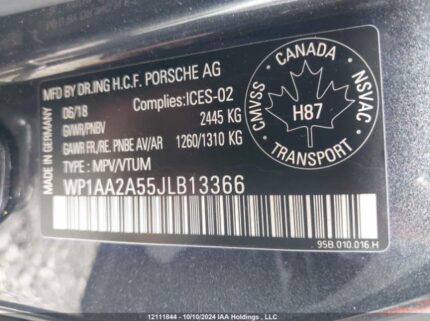 MFD BY DR.ING H.C.F. PORSCHE AG
06/18 Complies:ICES-02
GVWR/PNBV 2445 KG
GAWR FR./RE. PNBE AV/AR 1260/1310 KG
TYPE : MPV/VTUM
WP1AA2A55JLB13366
MADE IN GERMANY
CANADA
CMVSS
NSVAC
H87
TRANSPORT
95B.010.016.H
12111844 - 10/10/2024 IAA Holdings , LLC